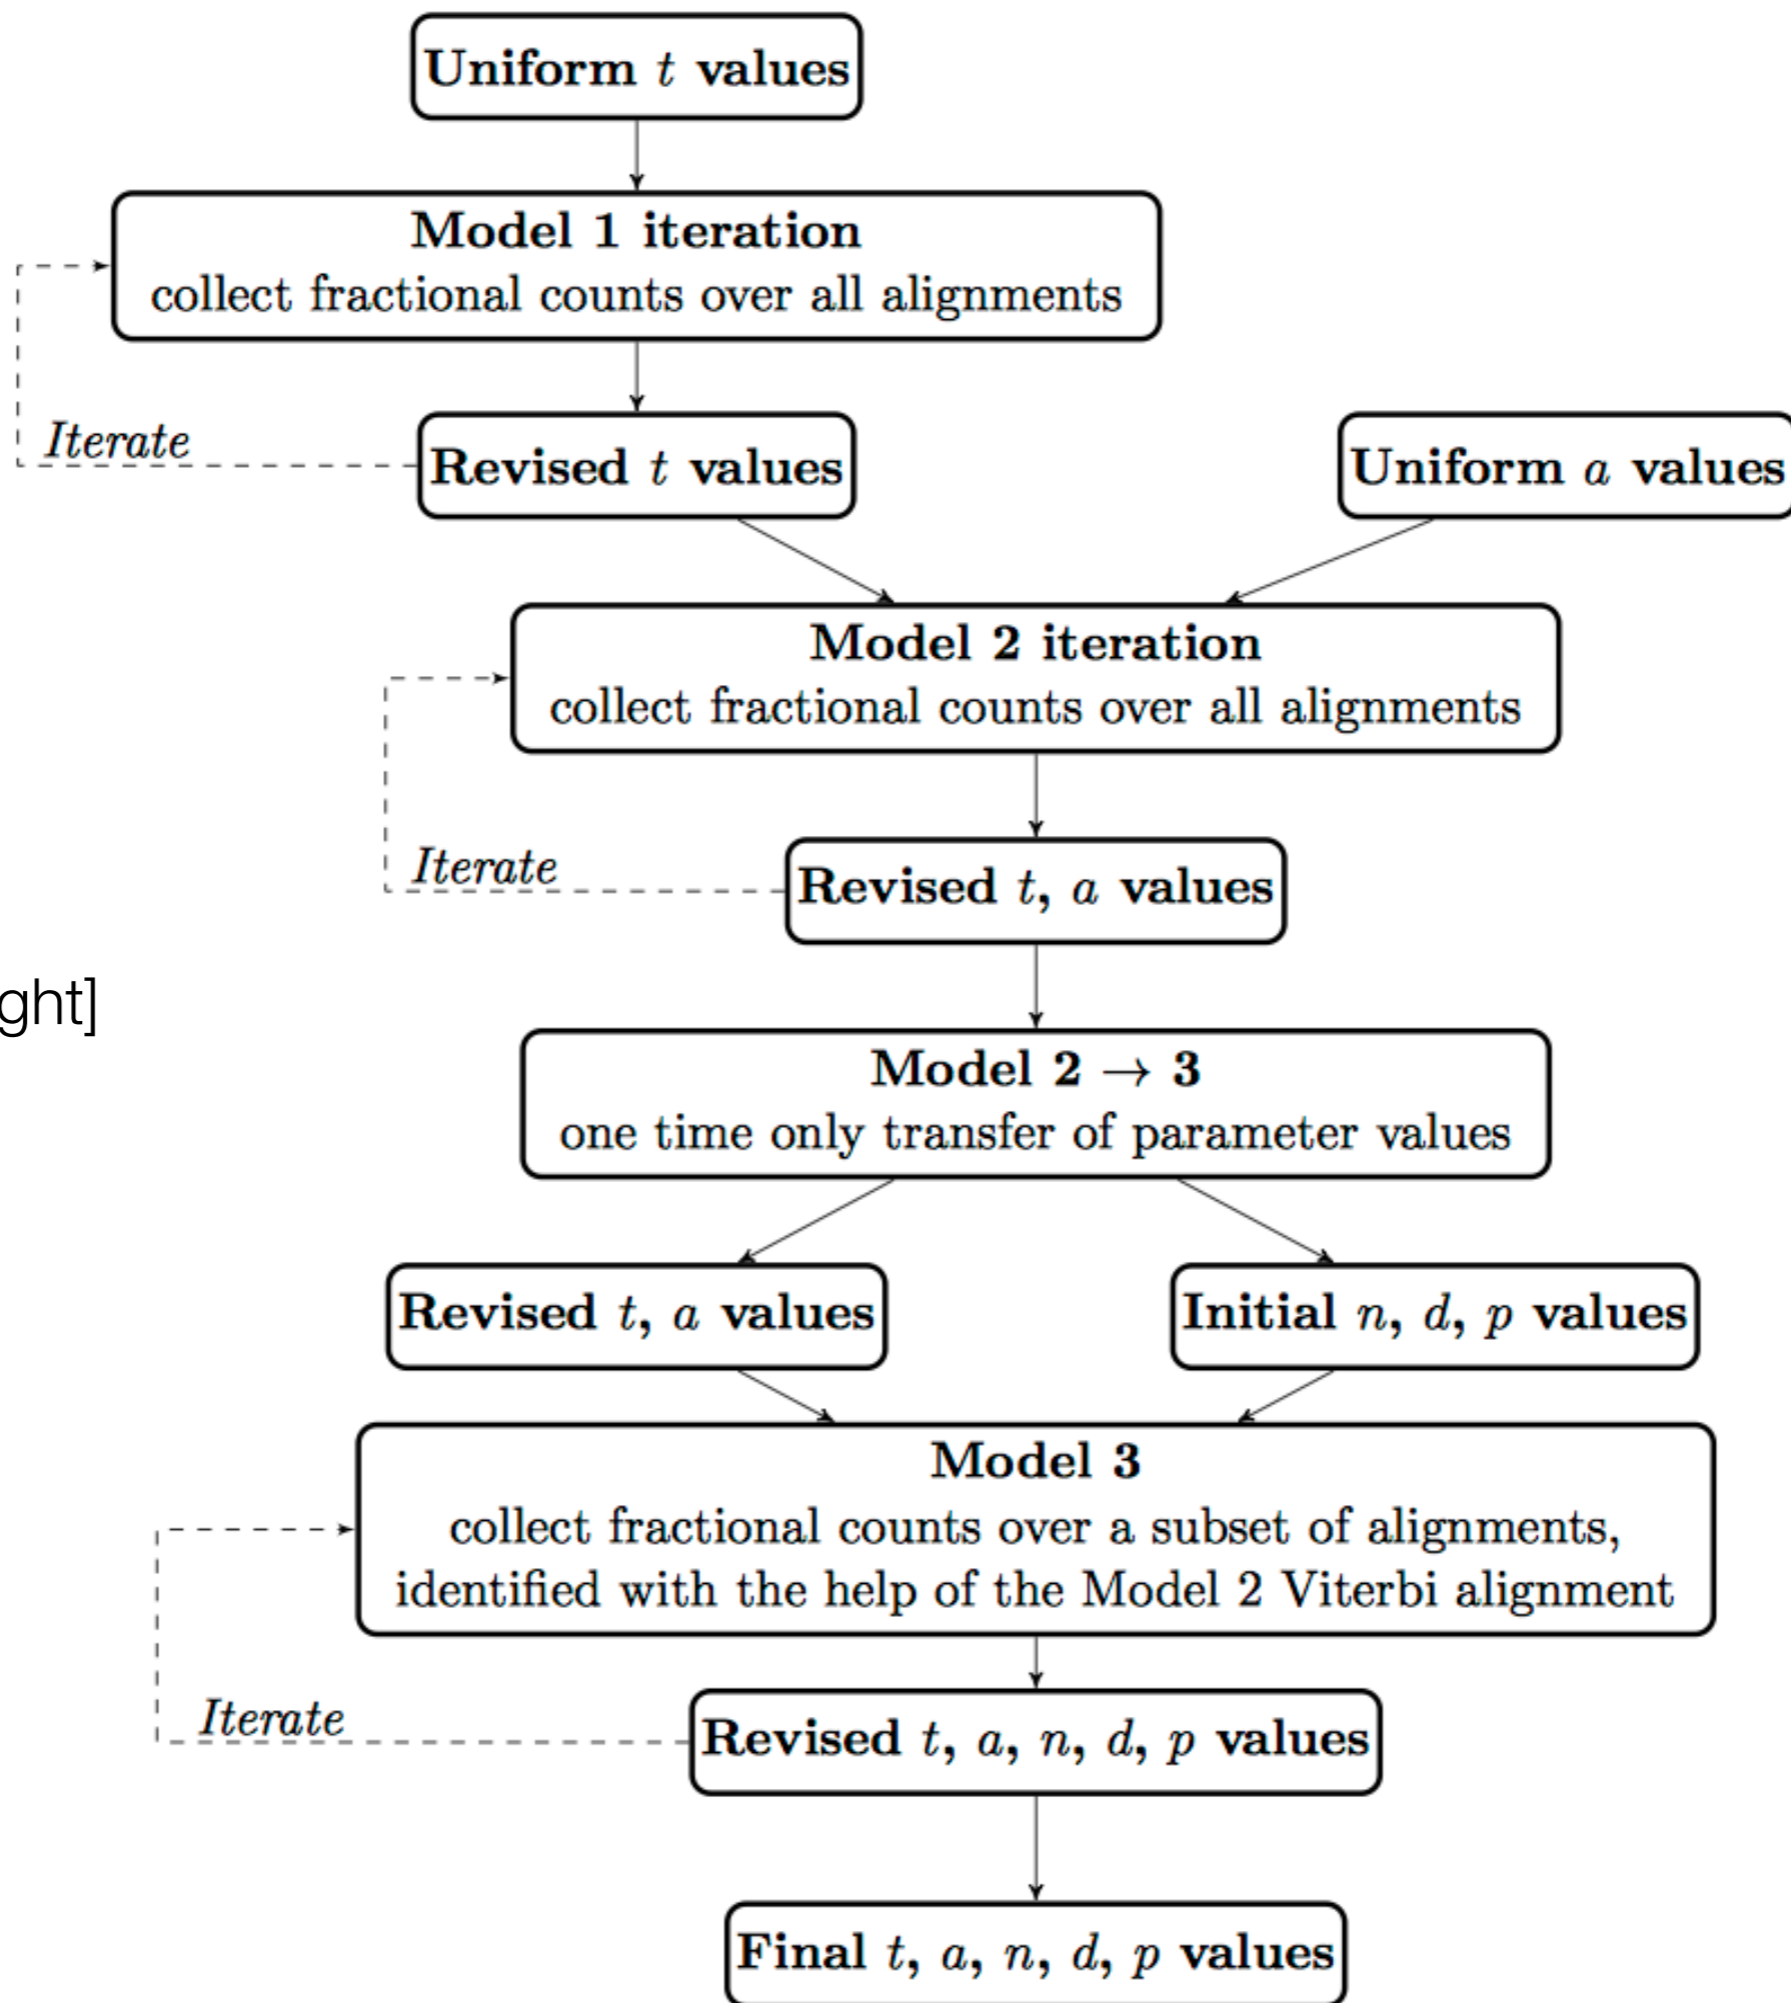 Uniform t values
Model 1 iteration
collect fractional counts over all alignments
Iterate
Revised t values
Uniform a values
Model 2 iteration
collect fractional counts over all alignments
Iterate
Revised t, a values
ght]
Model 2 → 3
one time only transfer of parameter values
Revised t, a values
Initial n, d, p values
Model 3
collect fractional counts over a subset of alignments,
identified with the help of the Model 2 Viterbi alignment
Iterate
Revised t, a, n, d, p values
Final t, a, n, d, p values